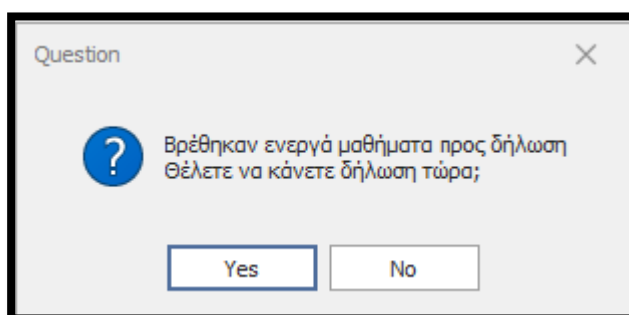 Question
?
Βρέθηκαν ενεργά μαθήματα προς δήλωση
Θέλετε να κάνετε δήλωση τώρα;
Yes
No